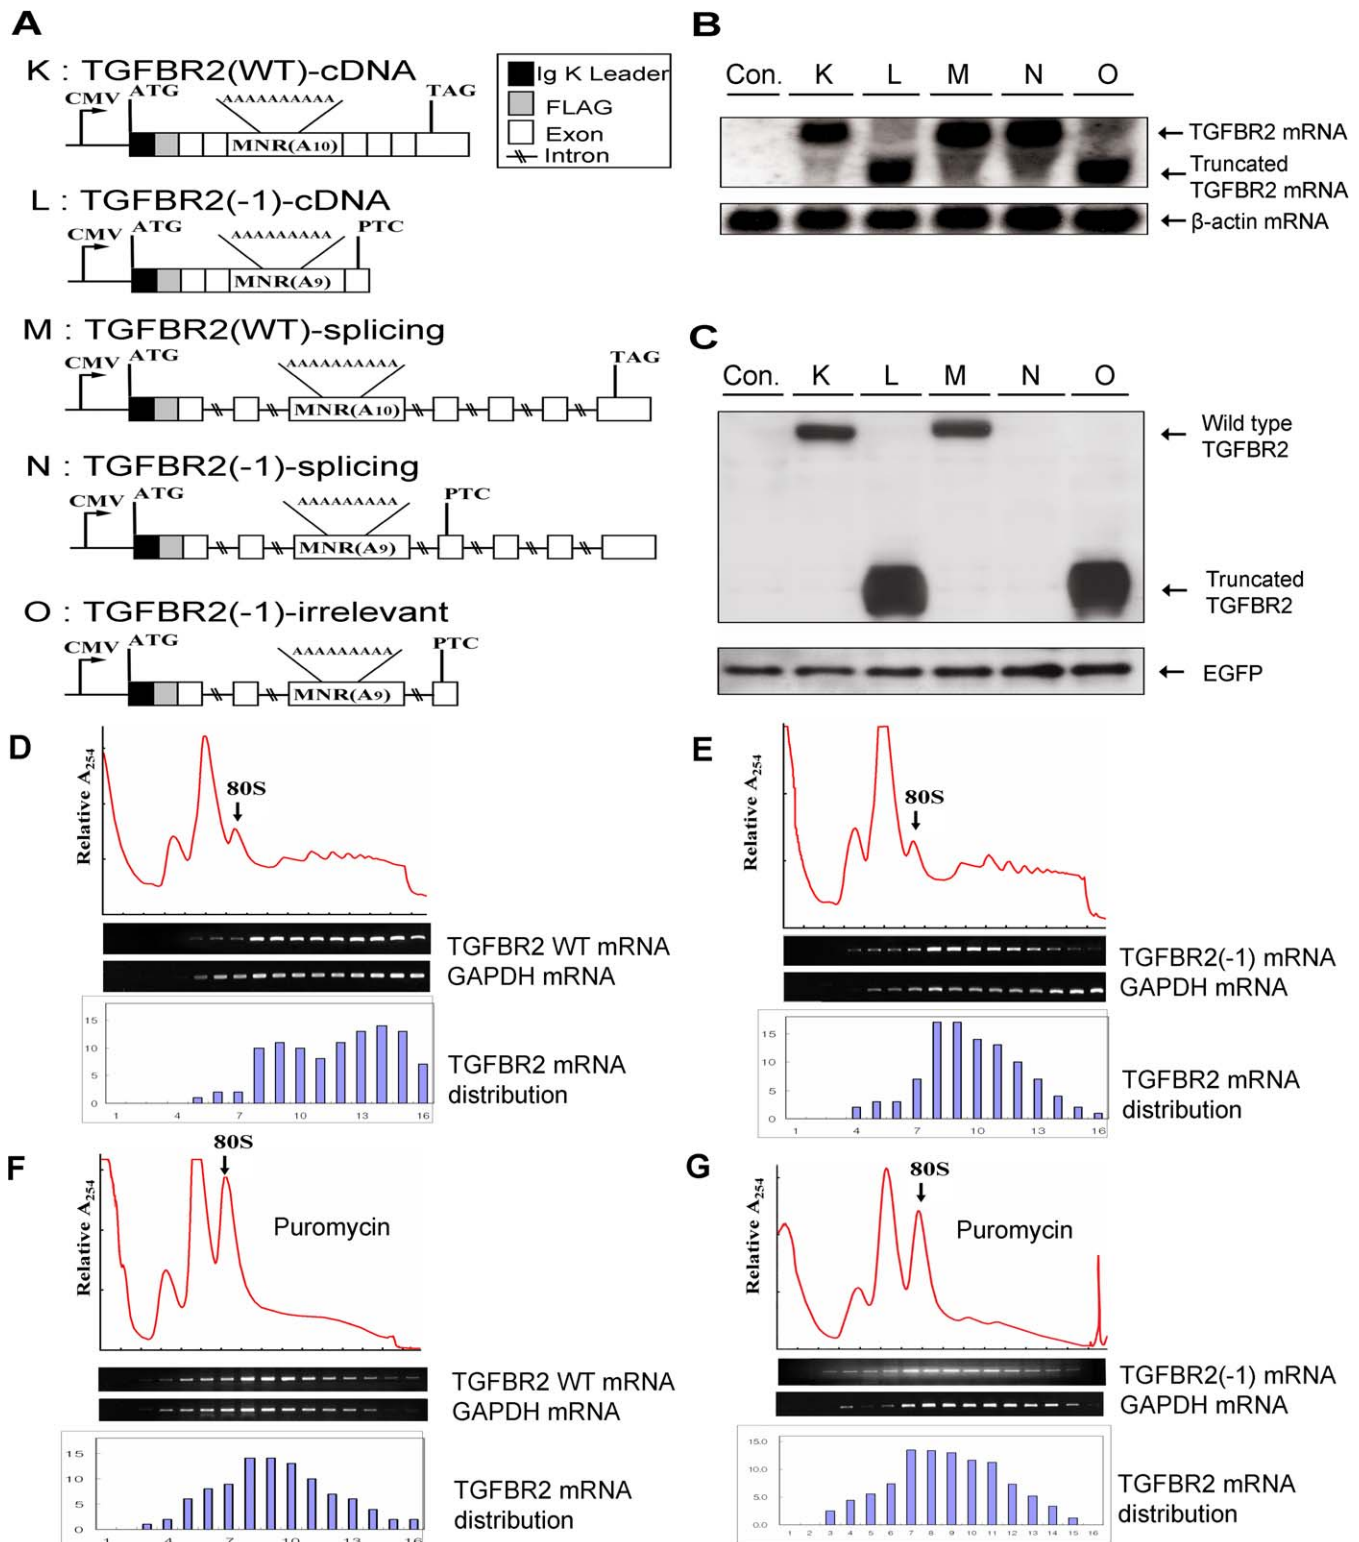 A
K : TGFBR2(WT)-cDNA
CMV ATG AAAAAAAAAA TAG
MNR(A10)
Ig K Leader
FLAG
Exon
Intron
L : TGFBR2(-1)-cDNA
CMV ATG AAAAAAAAA PTC
MNR(A9)
M : TGFBR2(WT)-splicing
CMV ATG AAAAAAAAAA TAG
MNR(A10)
N : TGFBR2(-1)-splicing
CMV ATG AAAAAAAAA PTC
MNR(A9)
O : TGFBR2(-1)-irrelevant
CMV ATG AAAAAAAAA PTC
MNR(A9)
B
Con. K L M N O
TGFBR2 mRNA
Truncated
TGFBR2 mRNA
β-actin mRNA
C
Con. K L M N O
Wild type
TGFBR2
Truncated
TGFBR2
EGFP
D
Relative A254
80S
TGFBR2 WT mRNA
GAPDH mRNA
15
10
5
0
1 4 7 10 13 16
TGFBR2 mRNA
distribution
E
Relative A254
80S
TGFBR2(-1) mRNA
GAPDH mRNA
15
10
5
0
1 4 7 10 13 16
TGFBR2 mRNA
distribution
F
Relative A254
80S
Puromycin
TGFBR2 WT mRNA
GAPDH mRNA
15
10
5
0
1 4 7 10 13 16
TGFBR2 mRNA
distribution
G
Relative A254
80S
Puromycin
TGFBR2(-1) mRNA
GAPDH mRNA
15.0
10.0
5.0
0.0
1 2 3 4 5 6 7 8 9 10 11 12 13 14 15 16
TGFBR2 mRNA
distribution